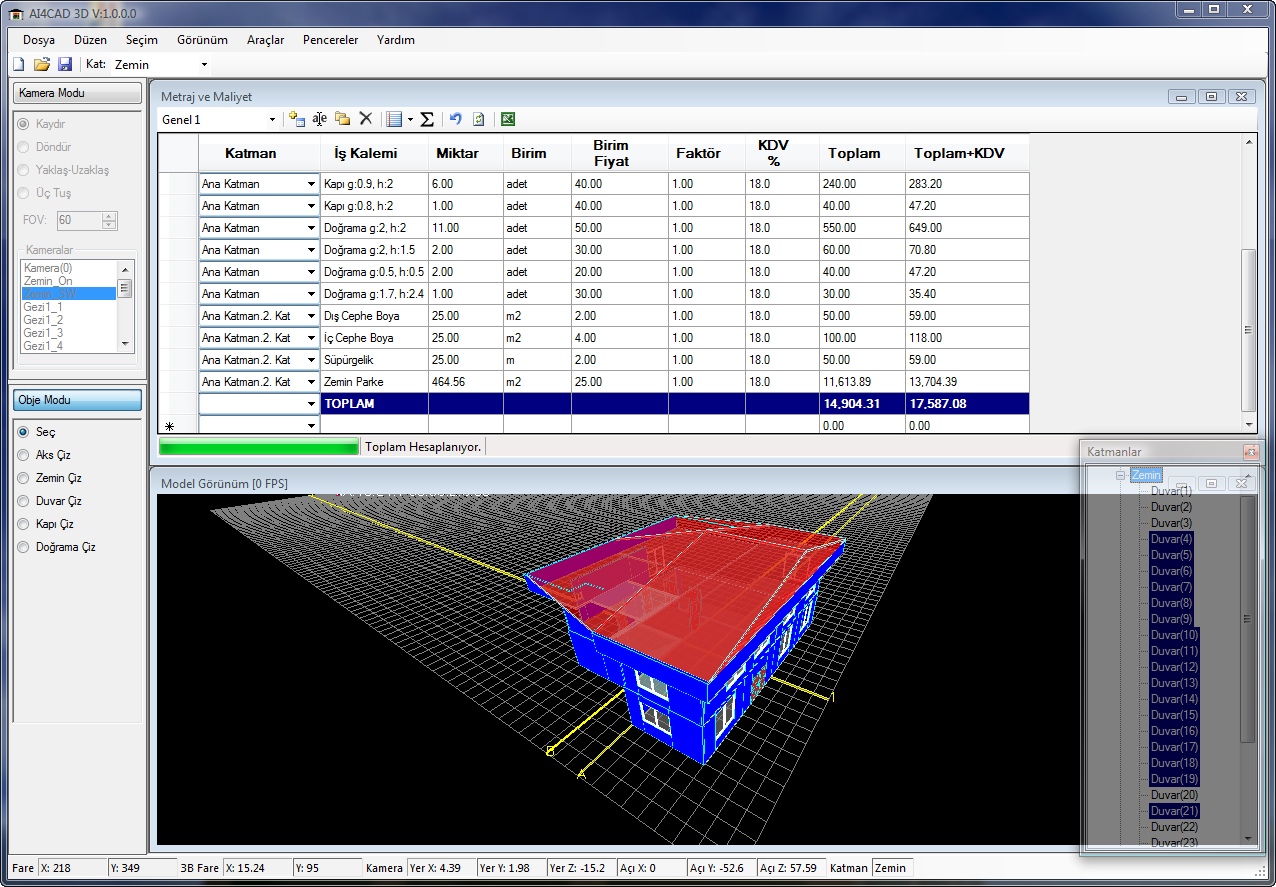 AI4CAD 3D V:1.0.0.0
Dosya Düzen Seçim Görünüm Araçlar Pencereler Yardım
Kat: Zemin
Kamera Modu
Kaydır
Döndür
Yaklaş-Uzaklaş
Üç Tuş
FOV: 60
Kameralar
Kamera(0)
Zemin_On
Gezi1_1
Gezi1_2
Gezi1_3
Gezi1_4
Obje Modu
Seç
Aks Çiz
Zemin Çiz
Duvar Çiz
Kapı Çiz
Doğrama Çiz
Metraj ve Maliyet
Genel 1
Katman İş Kalemi Miktar Birim Birim Fiyat Faktör KDV % Toplam Toplam+KDV
Ana Katman Kapı g:0.9, h:2 6.00 adet 40.00 1.00 18.0 240.00 283.20
Ana Katman Kapı g:0.8, h:2 1.00 adet 40.00 1.00 18.0 40.00 47.20
Ana Katman Doğrama g:2, h:2 11.00 adet 50.00 1.00 18.0 550.00 649.00
Ana Katman Doğrama g:2, h:1.5 2.00 adet 30.00 1.00 18.0 60.00 70.80
Ana Katman Doğrama g:0.5, h:0.5 2.00 adet 20.00 1.00 18.0 40.00 47.20
Ana Katman Doğrama g:1.7, h:2.4 1.00 adet 30.00 1.00 18.0 30.00 35.40
Ana Katman.2. Kat Dış Cephe Boya 25.00 m2 2.00 1.00 18.0 50.00 59.00
Ana Katman.2. Kat İç Cephe Boya 25.00 m2 4.00 1.00 18.0 100.00 118.00
Ana Katman.2. Kat Süpürgelik 25.00 m 2.00 1.00 18.0 50.00 59.00
Ana Katman.2. Kat Zemin Parke 464.56 m2 25.00 1.00 18.0 11,613.89 13,704.39
TOPLAM 14,904.31 17,587.08
0.00 0.00
Toplam Hesaplanıyor.
Model Görünüm [0 FPS]
1
B
A
Katmanlar
Zemin
Duvar(1)
Duvar(2)
Duvar(3)
Duvar(4)
Duvar(5)
Duvar(6)
Duvar(7)
Duvar(8)
Duvar(9)
Duvar(10)
Duvar(11)
Duvar(12)
Duvar(13)
Duvar(14)
Duvar(15)
Duvar(16)
Duvar(17)
Duvar(18)
Duvar(19)
Duvar(20)
Duvar(21)
Duvar(22)
Duvar(23)
Fare X: 218 Y: 349 3B Fare X: 15.24 Y: 95 Kamera Yer X: 4.39 Yer Y: 1.98 Yer Z: -15.2 Açı X: 0 Açı Y: -52.6 Açı Z: 57.59 Katman Zemin